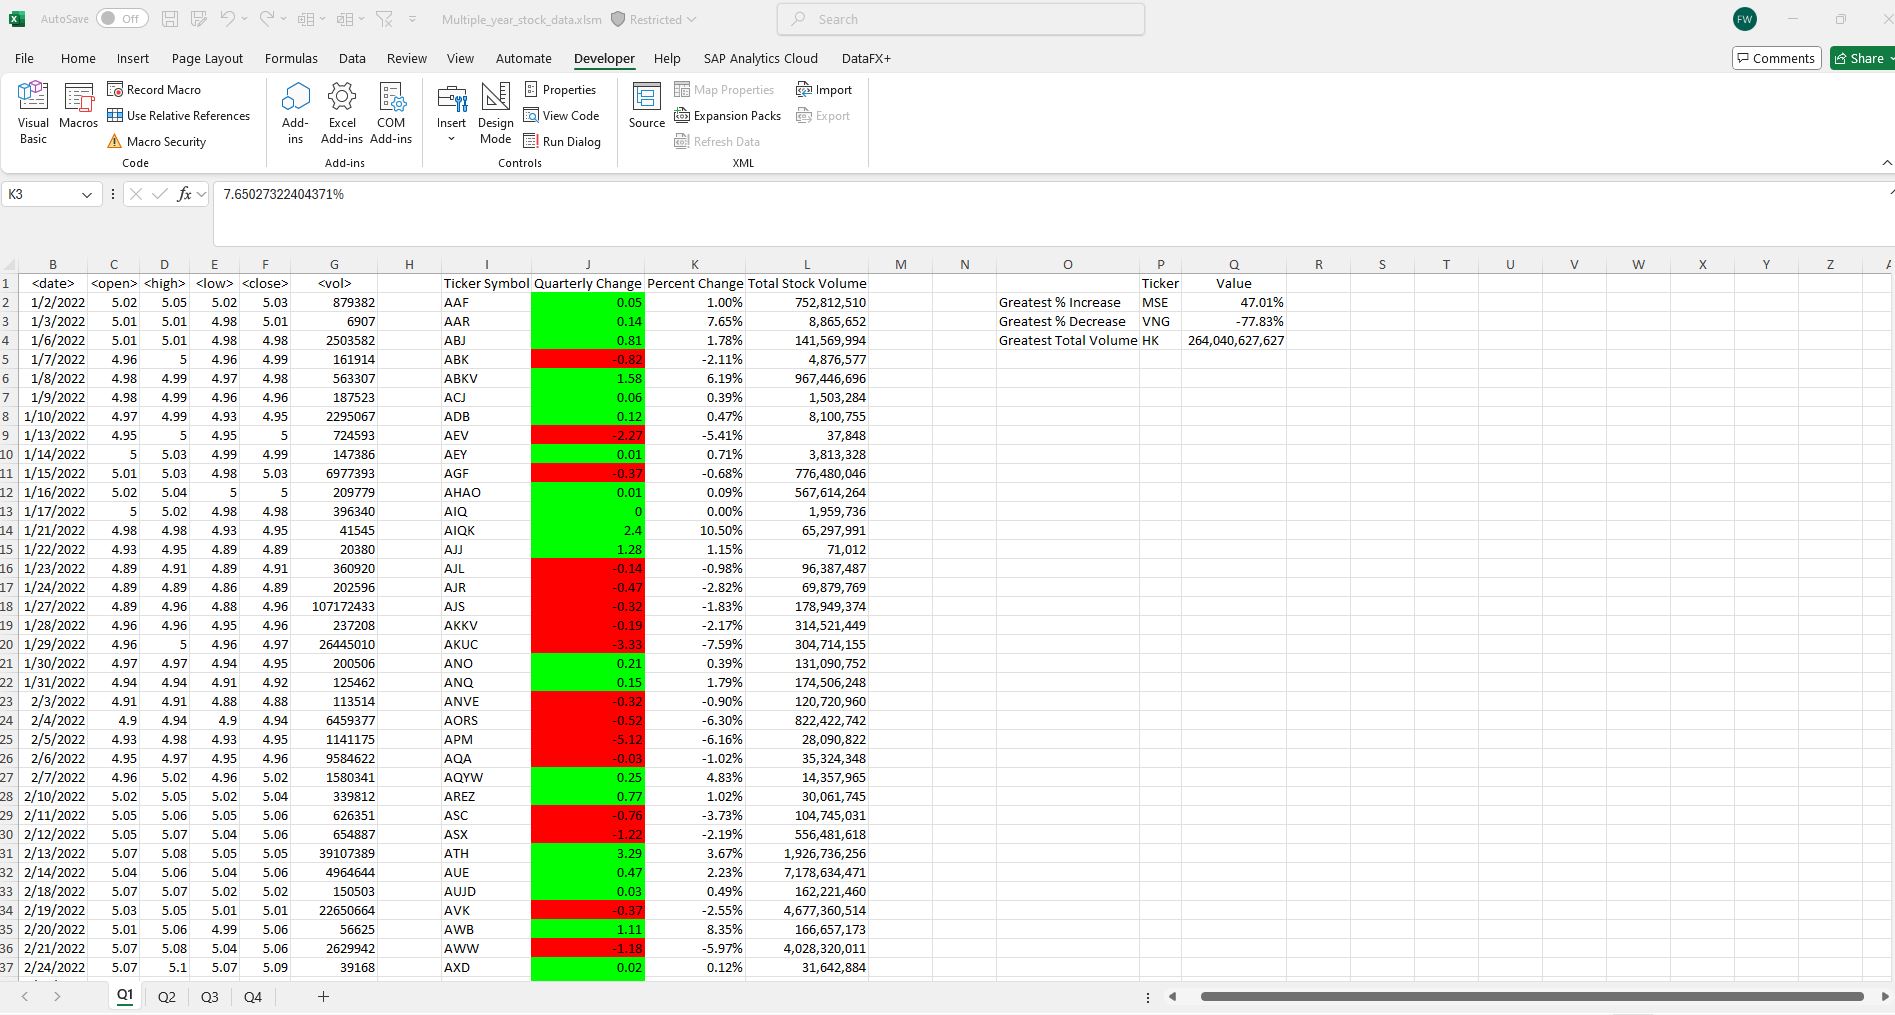 AutoSave Off Multiple_year_stock_data.xlsm Restricted Search FW
File Home Insert Page Layout Formulas Data Review View Automate Developer Help SAP Analytics Cloud DataFX+ Comments Share
Visual Basic
Macros
Record Macro
Use Relative References
Macro Security
Code
Add-ins
Excel Add-ins
COM Add-ins
Add-ins
Insert
Design Mode
Properties
View Code
Run Dialog
Controls
Source
Map Properties
Expansion Packs
Refresh Data
Import
Export
XML
K3 fx 7.65027322404371%
B C D E F G H I J K L M N O P Q R S T U V W X Y Z
1 <date> <open> <high> <low> <close> <vol> Ticker Symbol Quarterly Change Percent Change Total Stock Volume Ticker Value
2 1/2/2022 5.02 5.05 5.02 5.03 879382 AAF 0.05 1.00% 752,812,510 Greatest % Increase MSE 47.01%
3 1/3/2022 5.01 5.01 4.98 5.01 6907 AAR 0.14 7.65% 8,865,652 Greatest % Decrease VNG -77.83%
4 1/6/2022 5.01 5.01 4.98 4.98 2503582 ABJ 0.81 1.78% 141,569,994 Greatest Total Volume HK 264,040,627,627
5 1/7/2022 4.96 5 4.96 4.99 161914 ABK -0.82 -2.11% 4,876,577
6 1/8/2022 4.98 4.99 4.97 4.98 563307 ABKV 1.58 6.19% 967,446,696
7 1/9/2022 4.98 4.99 4.96 4.96 187523 ACJ 0.06 0.39% 1,503,284
8 1/10/2022 4.97 4.99 4.93 4.95 2295067 ADB 0.12 0.47% 8,100,755
9 1/13/2022 4.95 5 4.95 5 724593 AEV -2.27 -5.41% 37,848
10 1/14/2022 5 5.03 4.99 4.99 147386 AEY 0.01 0.71% 3,813,328
11 1/15/2022 5.01 5.03 4.98 5.03 6977393 AGF -0.37 -0.68% 776,480,046
12 1/16/2022 5.02 5.04 5 5 209779 AHAO 0.01 0.09% 567,614,264
13 1/17/2022 5 5.02 4.98 4.98 396340 AIQ 0 0.00% 1,959,736
14 1/21/2022 4.98 4.98 4.93 4.95 41545 AIQK 2.4 10.50% 65,297,991
15 1/22/2022 4.93 4.95 4.89 4.89 20380 AJJ 1.28 1.15% 71,012
16 1/23/2022 4.89 4.91 4.89 4.91 360920 AJL -0.14 -0.98% 96,387,487
17 1/24/2022 4.89 4.89 4.86 4.89 202596 AJR -0.47 -2.82% 69,879,769
18 1/27/2022 4.89 4.96 4.88 4.96 107172433 AJS -0.32 -1.83% 178,949,374
19 1/28/2022 4.96 4.96 4.95 4.96 237208 AKKV -0.19 -2.17% 314,521,449
20 1/29/2022 4.96 5 4.96 4.97 26445010 AKUC -3.33 -7.59% 304,714,155
21 1/30/2022 4.97 4.97 4.94 4.95 200506 ANO 0.21 0.39% 131,090,752
22 1/31/2022 4.94 4.94 4.91 4.92 125462 ANQ 0.15 1.79% 174,506,248
23 2/3/2022 4.91 4.91 4.88 4.88 113514 ANVE -0.32 -0.90% 120,720,960
24 2/4/2022 4.9 4.94 4.9 4.94 6459377 AORS -0.52 -6.30% 822,422,742
25 2/5/2022 4.93 4.98 4.93 4.95 1141175 APM -5.12 -6.16% 28,090,822
26 2/6/2022 4.95 4.97 4.95 4.96 9584622 AQA -0.03 -1.02% 35,324,348
27 2/7/2022 4.96 5.02 4.96 5.02 1580341 AQYW 0.25 4.83% 14,357,965
28 2/10/2022 5.02 5.05 5.02 5.04 339812 AREZ 0.77 1.02% 30,061,745
29 2/11/2022 5.05 5.06 5.05 5.06 626351 ASC -0.76 -3.73% 104,745,031
30 2/12/2022 5.05 5.07 5.04 5.06 654887 ASX -1.22 -2.19% 556,481,618
31 2/13/2022 5.07 5.08 5.05 5.05 39107389 ATH 3.29 3.67% 1,926,736,256
32 2/14/2022 5.04 5.06 5.04 5.06 4964644 AUE 0.47 2.23% 7,178,634,471
33 2/18/2022 5.07 5.07 5.02 5.02 150503 AUJD 0.03 0.49% 162,221,460
34 2/19/2022 5.03 5.05 5.01 5.01 22650664 AVK -0.37 -2.55% 4,677,360,514
35 2/20/2022 5.01 5.06 4.99 5.06 56625 AWB 1.11 8.35% 166,657,173
36 2/21/2022 5.07 5.08 5.04 5.06 2629942 AWW -1.18 -5.97% 4,028,320,011
37 2/24/2022 5.07 5.1 5.07 5.09 39168 AXD 0.02 0.12% 31,642,884
Q1 Q2 Q3 Q4